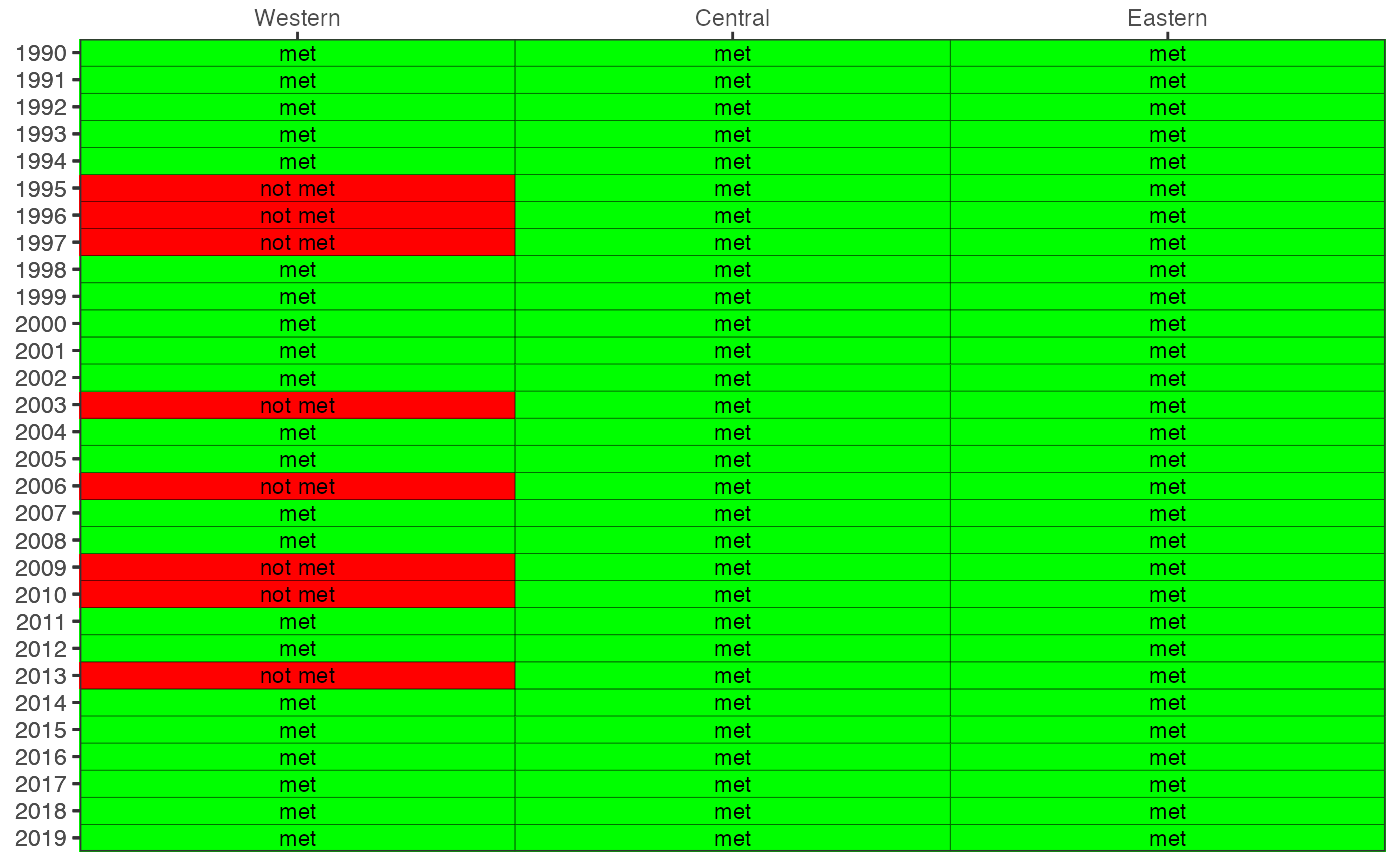 Western Central Eastern
1990 met met met
1991 met met met
1992 met met met
1993 met met met
1994 met met met
1995 not met met met
1996 not met met met
1997 not met met met
1998 met met met
1999 met met met
2000 met met met
2001 met met met
2002 met met met
2003 not met met met
2004 met met met
2005 met met met
2006 not met met met
2007 met met met
2008 met met met
2009 not met met met
2010 not met met met
2011 met met met
2012 met met met
2013 not met met met
2014 met met met
2015 met met met
2016 met met met
2017 met met met
2018 met met met
2019 met met met